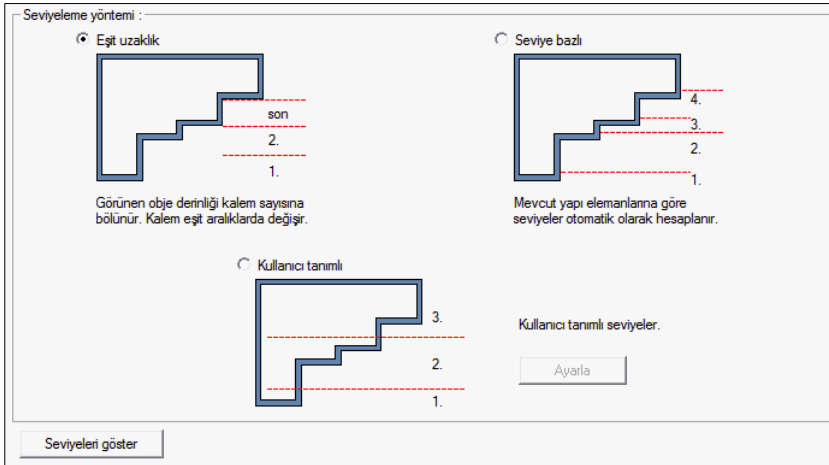 Seviyeleme yöntemi :
Eşit uzaklık
son
2.
1.
Görünen obje derinliği kalem sayısına
bölünür. Kalem eşit aralıklarda değişir.
Seviye bazlı
4.
3.
2.
1.
Mevcut yapı elemanlarına göre
seviyeler otomatik olarak hesaplanır.
Kullanıcı tanımlı
3.
2.
1.
Kullanıcı tanımlı seviyeler.
Ayarla
Seviyeleri göster